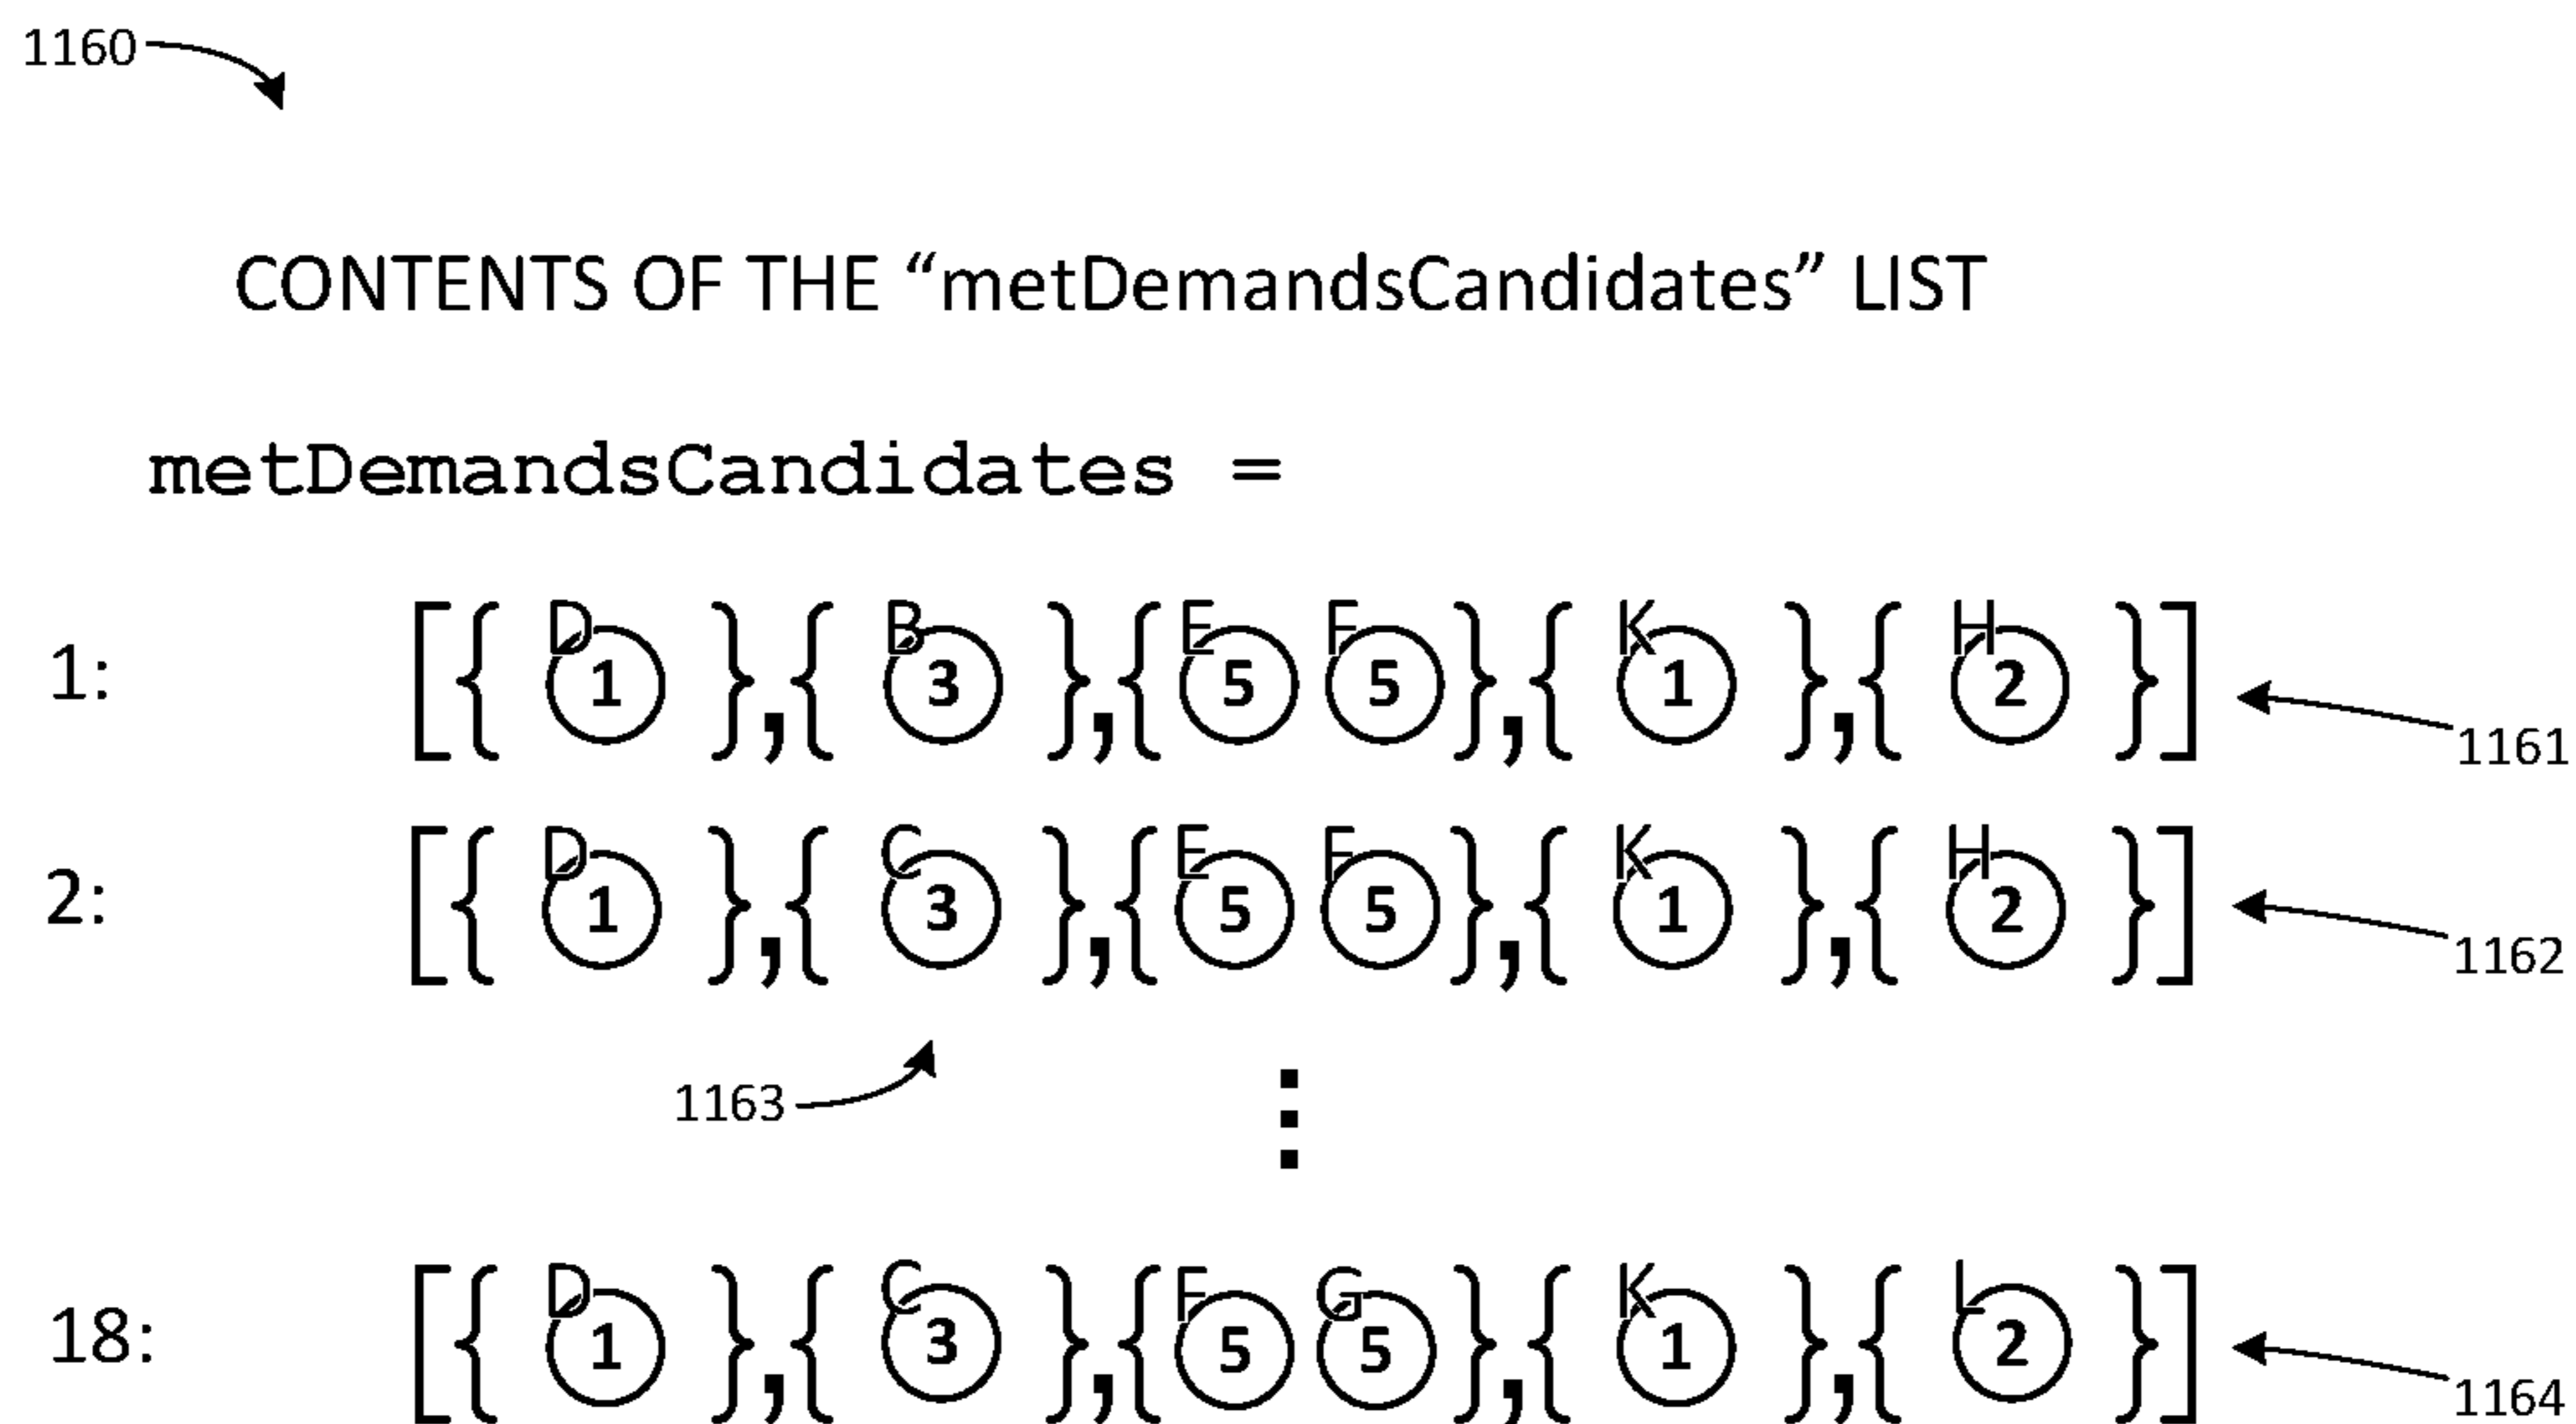 1160
CONTENTS OF THE “metDemandsCandidates” LIST
metDemandsCandidates =
1: [{ D 1 },{ B 3 },{ E 5 F 5 },{ K 1 },{ H 2 }]
1161
2: [{ D 1 },{ C 3 },{ E 5 F 5 },{ K 1 },{ H 2 }]
1162
1163
⋮
18: [{ D 1 },{ C 3 },{ F 5 G 5 },{ K 1 },{ L 2 }]
1164